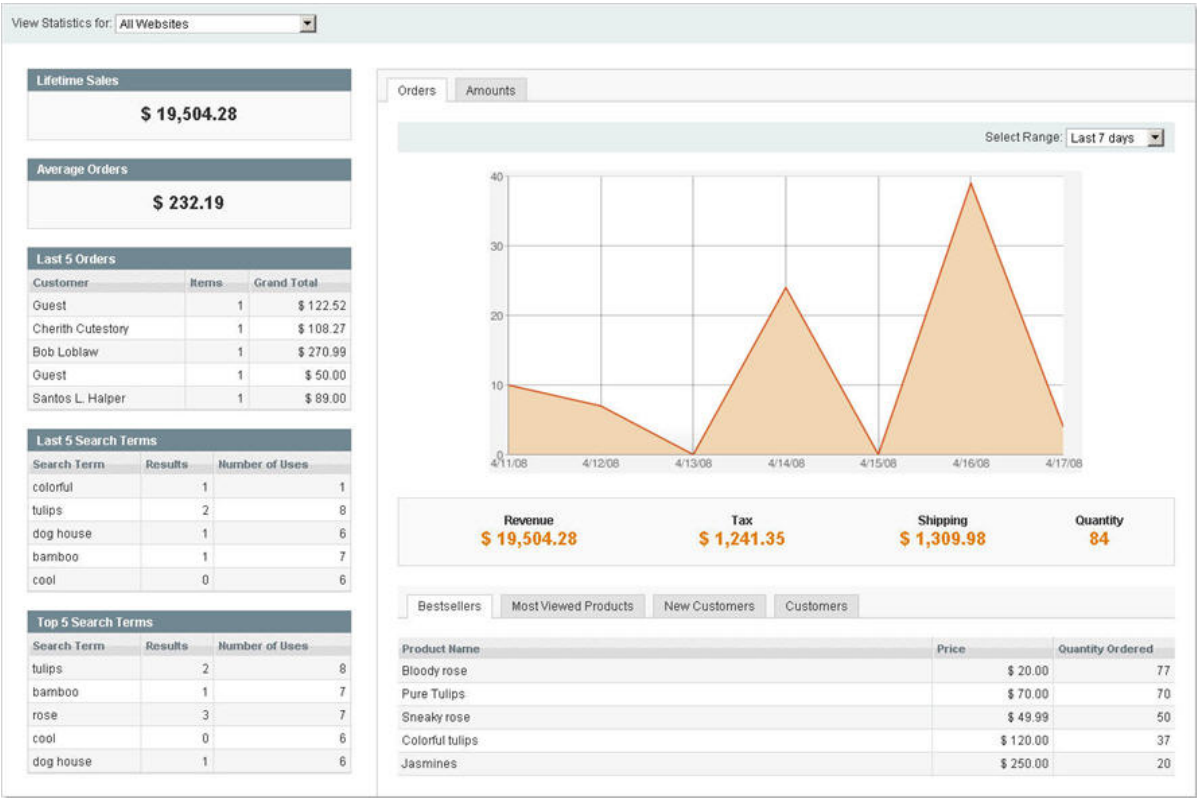 View Statistics for: All Websites
Lifetime Sales
$ 19,504.28
Average Orders
$ 232.19
Last 5 Orders
Customer Items Grand Total
Guest 1 $ 122.52
Cherith Cutestory 1 $ 108.27
Bob Loblaw 1 $ 270.99
Guest 1 $ 50.00
Santos L. Halper 1 $ 89.00
Last 5 Search Terms
Search Term Results Number of Uses
colorful 1 1
tulips 2 8
dog house 1 6
bamboo 1 7
cool 0 6
Top 5 Search Terms
Search Term Results Number of Uses
tulips 2 8
bamboo 1 7
rose 3 7
cool 0 6
dog house 1 6
Orders Amounts
Select Range: Last 7 days
40
30
20
10
0
4/11/08 4/12/08 4/13/08 4/14/08 4/15/08 4/16/08 4/17/08
Revenue Tax Shipping Quantity
$ 19,504.28 $ 1,241.35 $ 1,309.98 84
Bestsellers Most Viewed Products New Customers Customers
Product Name Price Quantity Ordered
Bloody rose $ 20.00 77
Pure Tulips $ 70.00 70
Sneaky rose $ 49.99 50
Colorful tulips $ 120.00 37
Jasmines $ 250.00 20